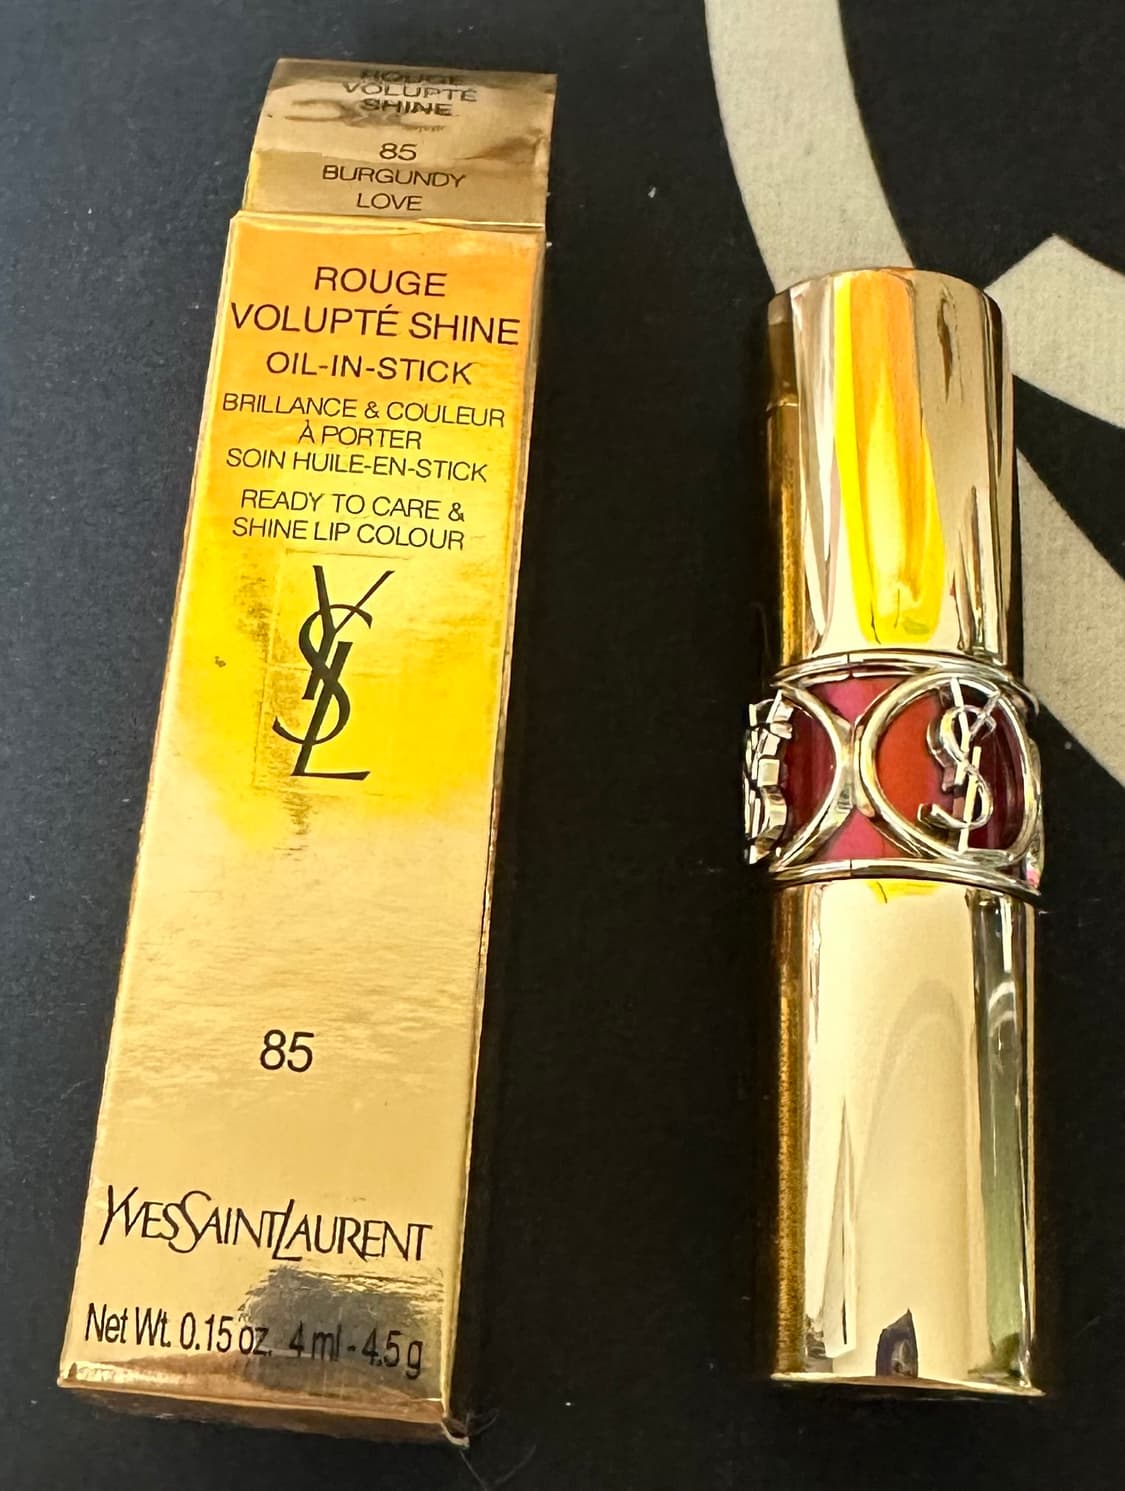 ROUGE
VOLUPTÉ
SHINE
85
BURGUNDY
LOVE
ROUGE
VOLUPTÉ SHINE
OIL-IN-STICK
BRILLANCE & COULEUR
À PORTER
SOIN HUILE-EN-STICK
READY TO CARE &
SHINE LIP COLOUR
YSL
85
YVESSAINTLAURENT
Net Wt. 0.15 oz. 4 ml - 4.5 g
YSL